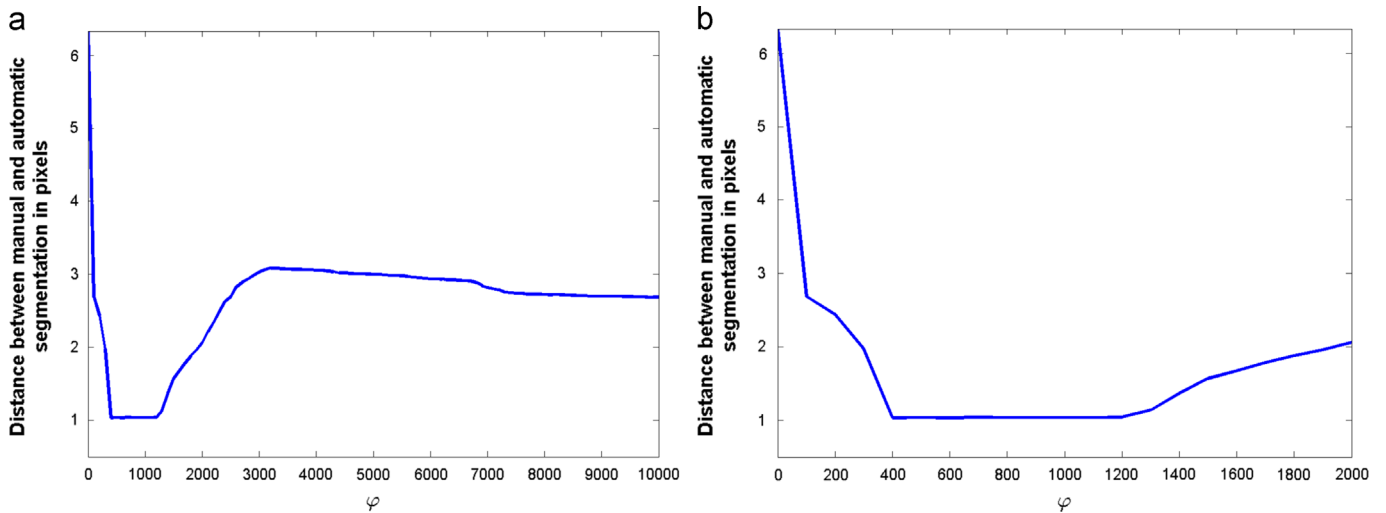 a
Distance between manual and automatic
segmentation in pixels
6
5
4
3
2
1
0 1000 2000 3000 4000 5000 6000 7000 8000 9000 10000
φ
b
Distance between manual and automatic
segmentation in pixels
6
5
4
3
2
1
0 200 400 600 800 1000 1200 1400 1600 1800 2000
φ